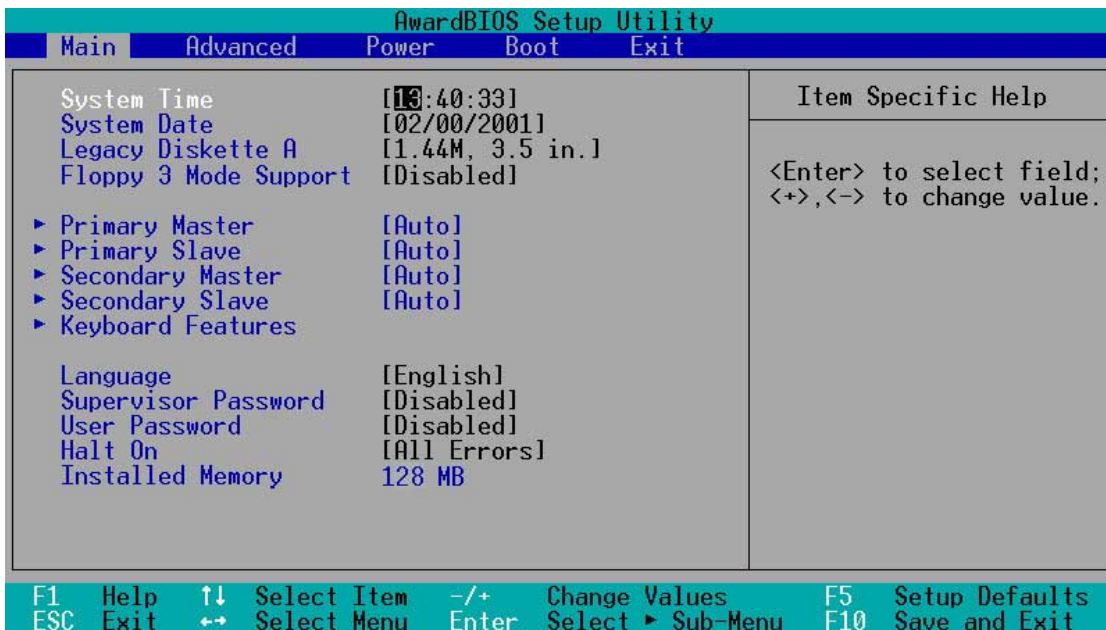 AwardBIOS Setup Utility
Main Advanced Power Boot Exit
System Time [13:40:33]
System Date [02/00/2001]
Legacy Diskette A [1.44M, 3.5 in.]
Floppy 3 Mode Support [Disabled]
► Primary Master [Auto]
► Primary Slave [Auto]
► Secondary Master [Auto]
► Secondary Slave [Auto]
► Keyboard Features
Language [English]
Supervisor Password [Disabled]
User Password [Disabled]
Halt On [All Errors]
Installed Memory 128 MB
Item Specific Help
<Enter> to select field;
<+>,<-> to change value.
F1 Help ↑↓ Select Item -/+ Change Values F5 Setup Defaults
ESC Exit ←→ Select Menu Enter Select ► Sub-Menu F10 Save and Exit